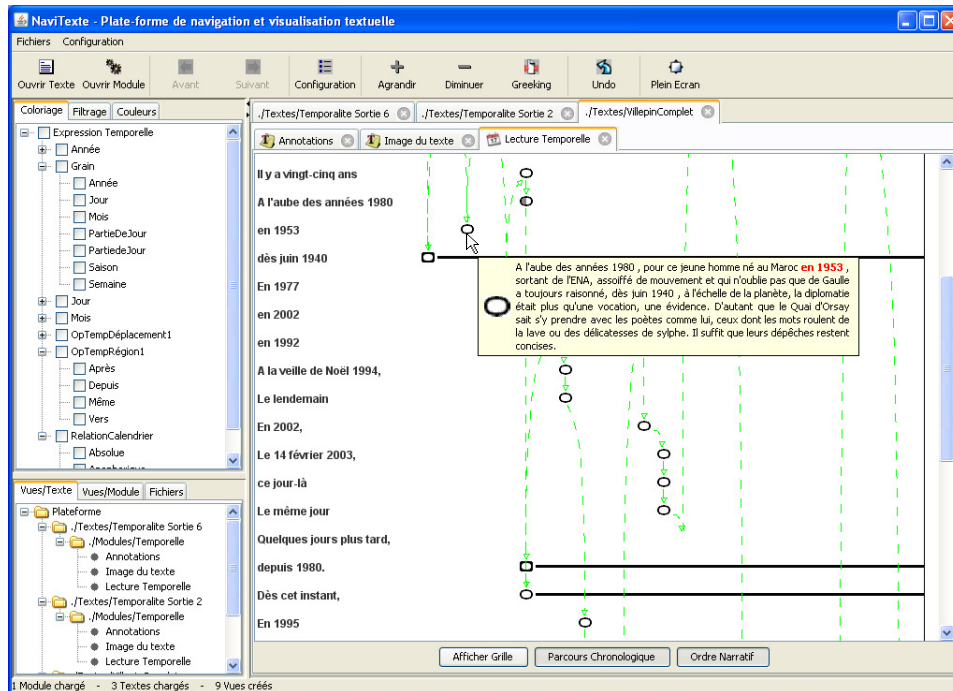 NaviTexte - Plate-forme de navigation et visualisation textuelle
Fichiers Configuration
Ouvrir Texte Ouvrir Module Avant Suivant Configuration Agrandir Diminuer Greeking Undo Plein Ecran
Coloriage Filtrage Couleurs
Expression Temporelle
Année
Grain
Année
Jour
Mois
PartieDeJour
PartiedeJour
Saison
Semaine
Jour
Mois
OpTempDéplacement1
OpTempRégion1
Après
Depuis
Même
Vers
RelationCalendrier
Absolue
Vues/Texte Vues/Module Fichiers
Plateforme
./Textes/Temporalite Sortie 6
./Modules/Temporelle
Annotations
Image du texte
Lecture Temporelle
./Textes/Temporalite Sortie 2
./Modules/Temporelle
Annotations
Image du texte
Lecture Temporelle
./Textes/Temporalite Sortie 6 ./Textes/Temporalite Sortie 2 ./Textes/VillepinComplet
Annotations Image du texte Lecture Temporelle
Il y a vingt-cinq ans
A l'aube des années 1980
en 1953
dès juin 1940
En 1977
en 2002
en 1992
A la veille de Noël 1994,
Le lendemain
En 2002,
Le 14 février 2003,
ce jour-là
Le même jour
Quelques jours plus tard,
depuis 1980.
Dès cet instant,
En 1995
A l'aube des années 1980 , pour ce jeune homme né au Maroc en 1953 ,
sortant de l'ENA, assoiffé de mouvement et qui n'oublie pas que de Gaulle
a toujours raisonné, dès juin 1940 , à l'échelle de la planète, la diplomatie
était plus qu'une vocation, une évidence. D'autant que le Quai d'Orsay
sait s'y prendre avec les poètes comme lui, ceux dont les mots roulent de
la lave ou des délicatesses de sylphe. Il suffit que leurs dépêches restent
concises.
Afficher Grille Parcours Chronologique Ordre Narratif
1 Module chargé - 3 Textes chargés - 9 Vues créés